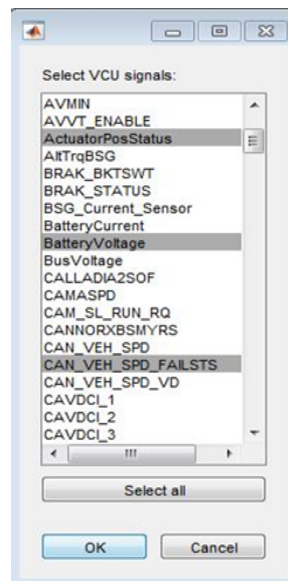 Select VCU signals:
AVMIN
AVVT_ENABLE
ActuatorPosStatus
AltTrqBSG
BRAK_BKTSWT
BRAK_STATUS
BSG_Current_Sensor
BatteryCurrent
BatteryVoltage
BusVoltage
CALLADIA2SOF
CAMASPD
CAM_SL_RUN_RQ
CANNORXBSMYRS
CAN_VEH_SPD
CAN_VEH_SPD_FAILSTS
CAN_VEH_SPD_VD
CAVDCI_1
CAVDCI_2
CAVDCI_3
Select all
OK Cancel